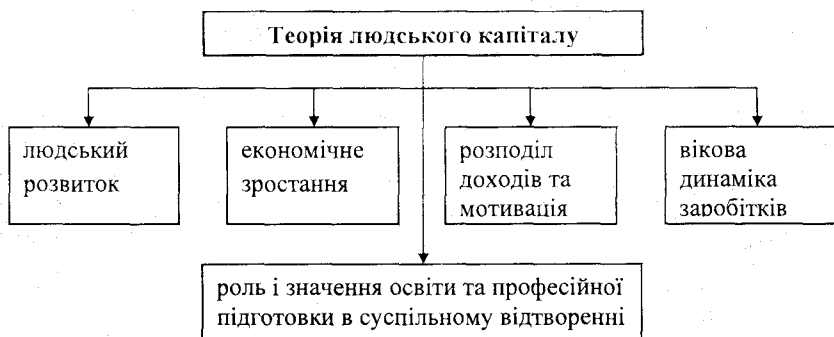 Теорія людського капіталу
людський
розвиток
економічне
зростання
розподіл
доходів та
мотивація
вікова
динаміка
заробітків
роль і значення освіти та професійної
підготовки в суспільному відтворенні